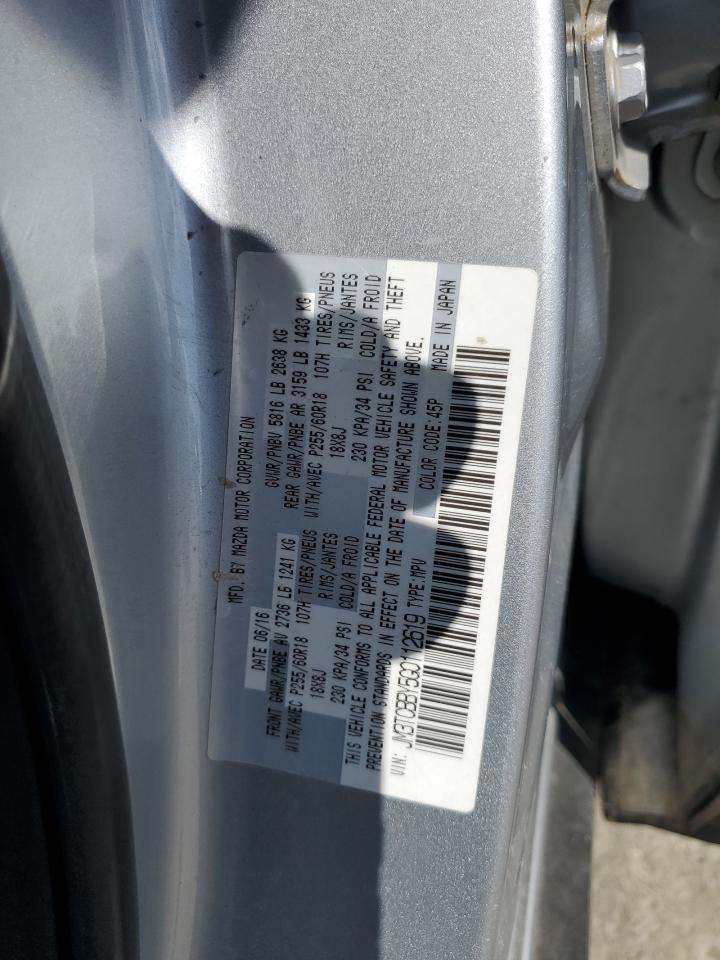 MFD. BY MAZDA MOTOR CORPORATION
DATE 06/16 GVWR/PNBV 5816 LB 2638 KG
FRONT GAWR/PNBE AV 2736 LB 1241 KG REAR GAWR/PNBE AR 3159 LB 1433 KG
WITH/AVEC P255/60R18 107H TIRES/PNEUS WITH/AVEC P255/60R18 107H TIRES/PNEUS
18X8J RIMS/JANTES 18X8J RIMS/JANTES
230 KPA/34 PSI COLD/A FROID 230 KPA/34 PSI COLD/A FROID
THIS VEHICLE CONFORMS TO ALL APPLICABLE FEDERAL MOTOR VEHICLE SAFETY AND THEFT
PREVENTION STANDARDS IN EFFECT ON THE DATE OF MANUFACTURE SHOWN ABOVE.
VIN: JM3TCBBY5G0112619 TYPE:MPV COLOR CODE:45P MADE IN JAPAN